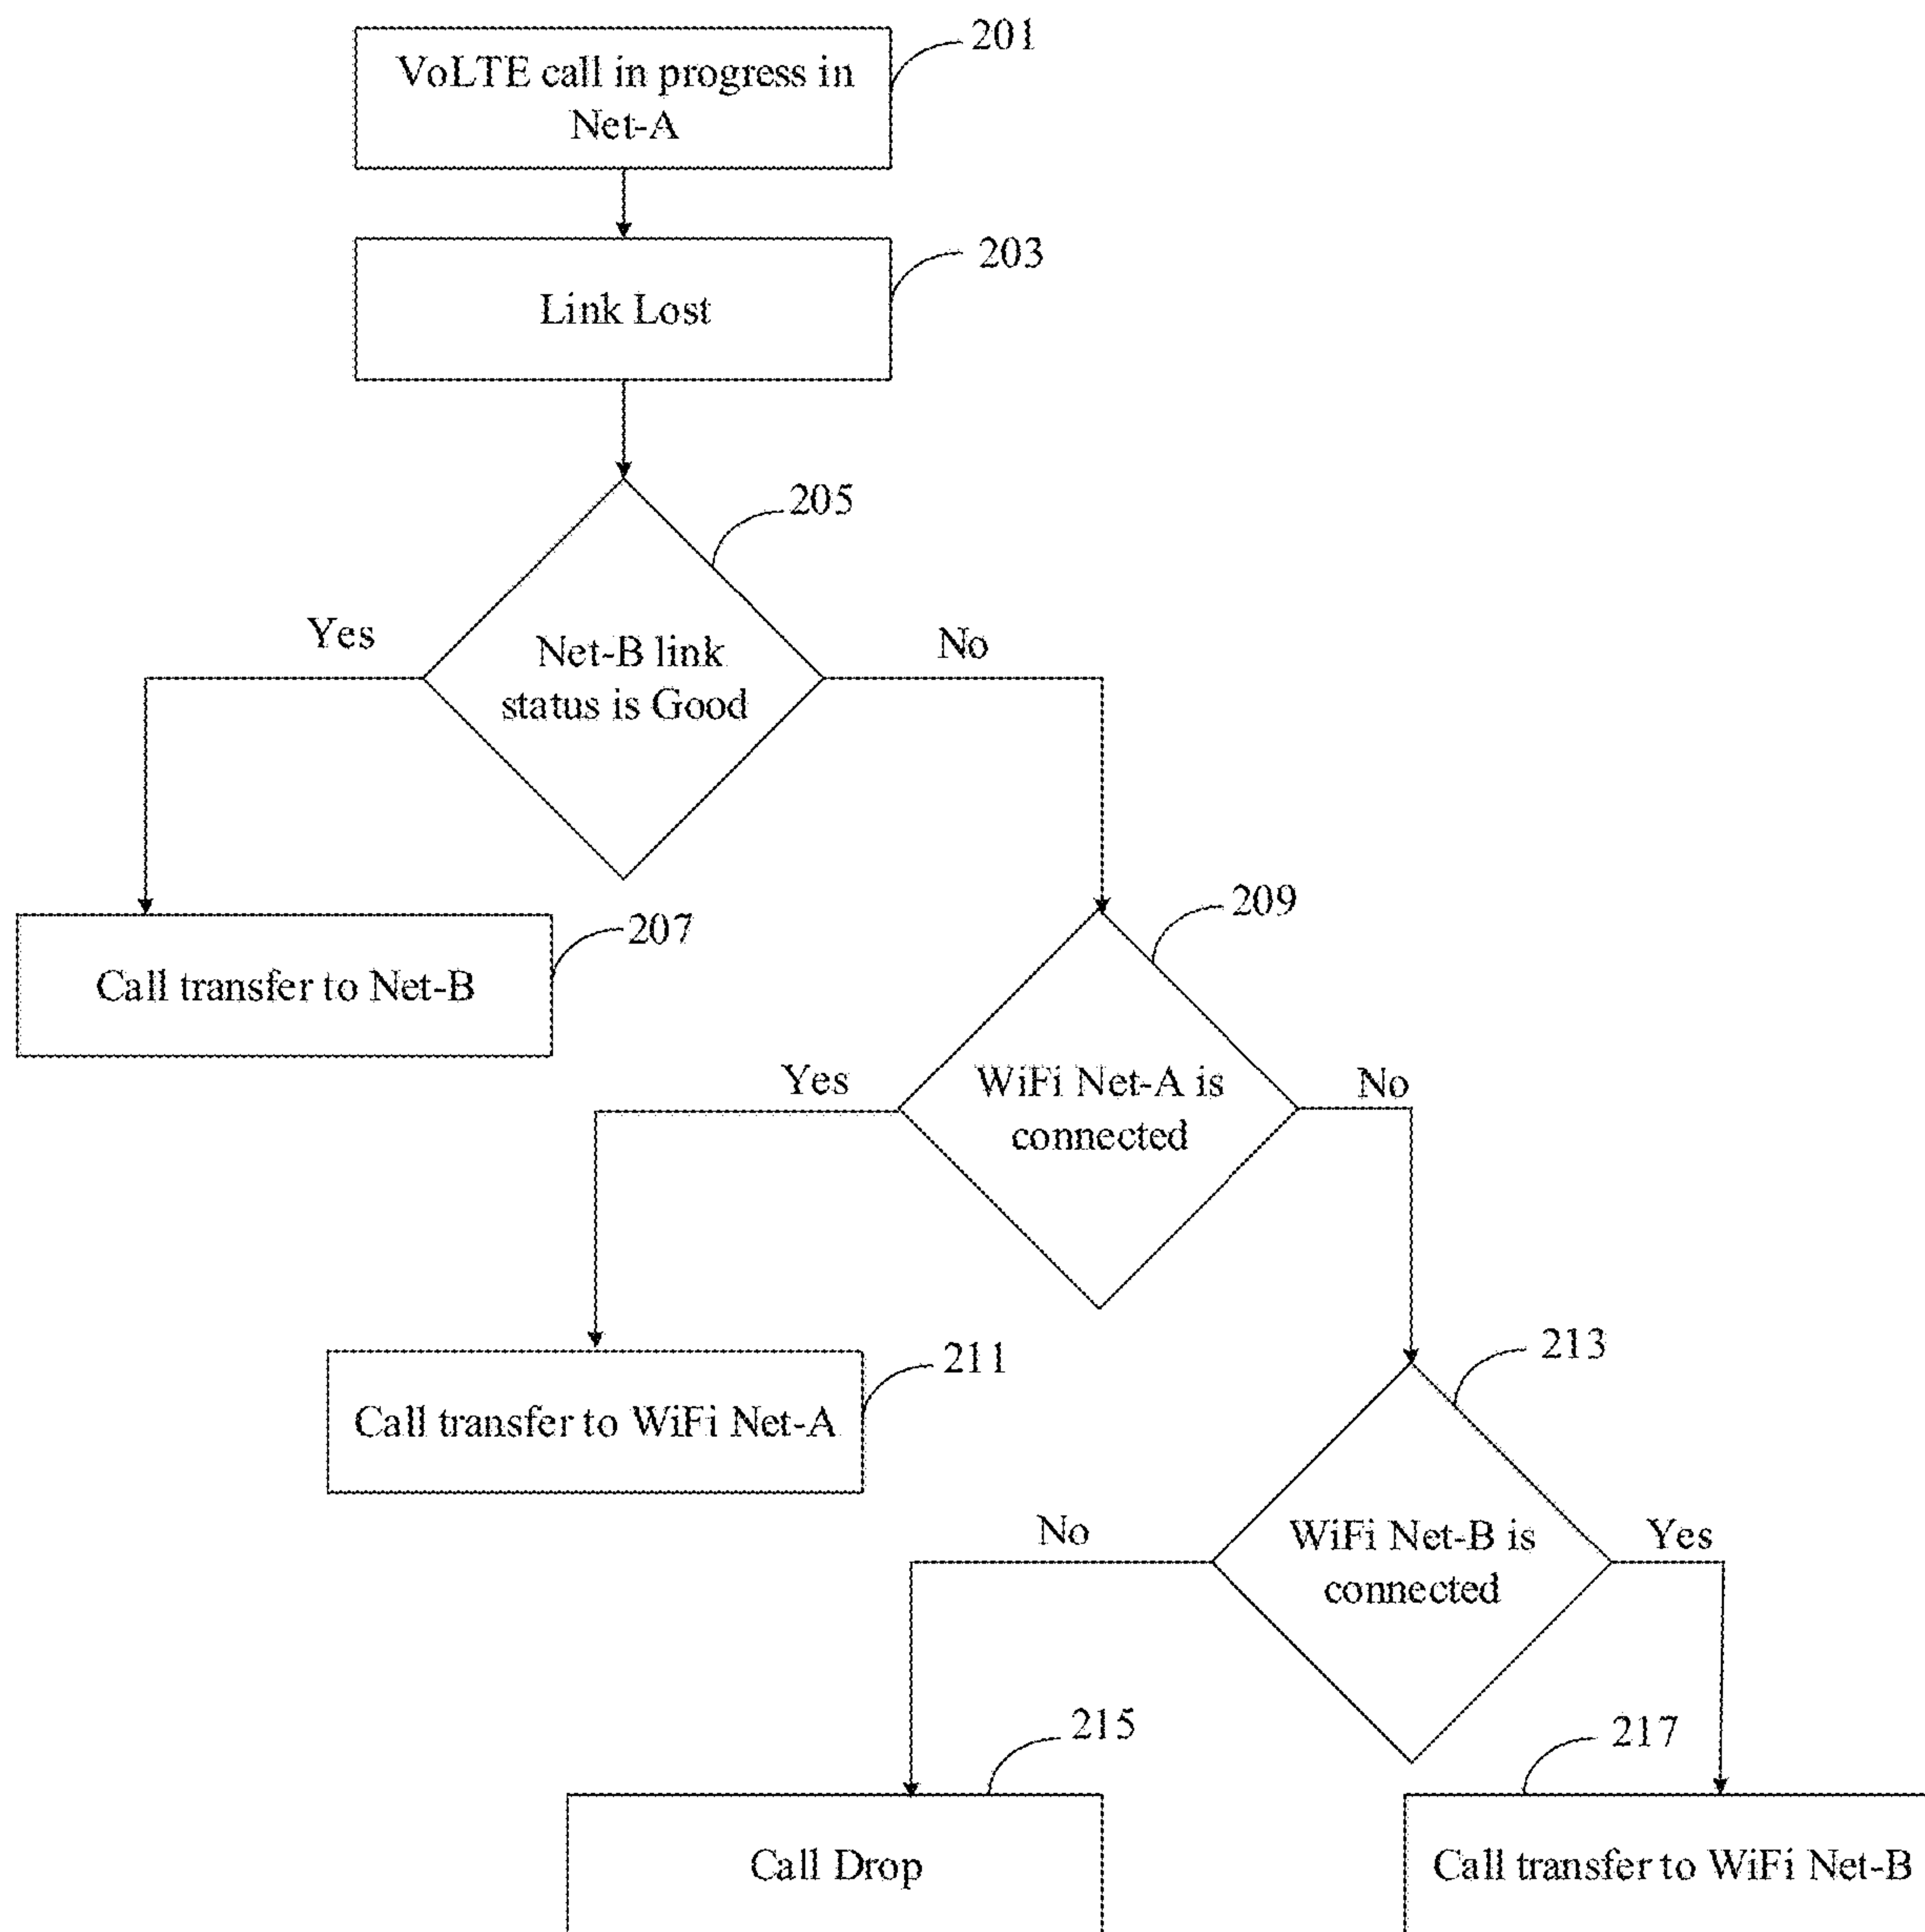 VoLTE call in progress in
Net-A
201
Link Lost
203
205
Net-B link
status is Good
Yes
No
Call transfer to Net-B
207
209
WiFi Net-A is
connected
Yes
No
Call transfer to WiFi Net-A
211
213
WiFi Net-B is
connected
No
Yes
215
217
Call Drop
Call transfer to WiFi Net-B